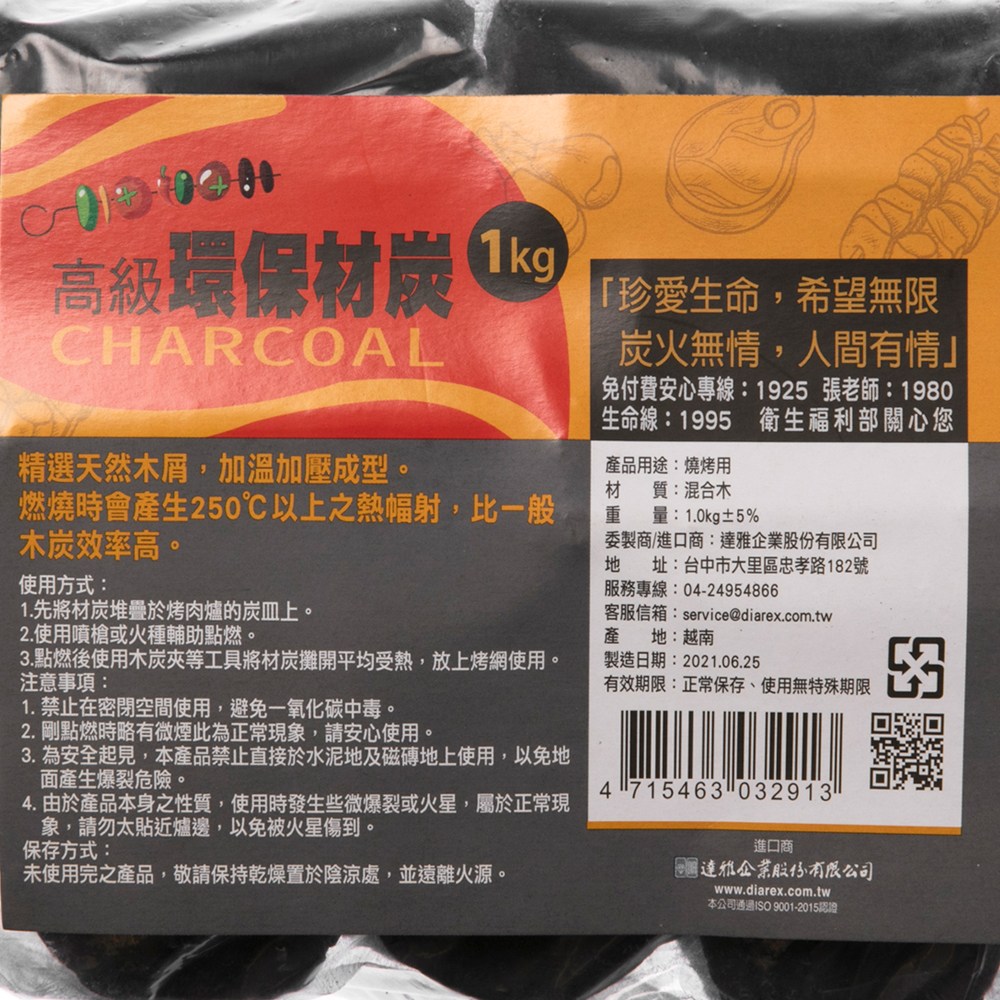 高級環保材炭
1kg
CHARCOAL
精選天然木屑，加溫加壓成型。
燃燒時會產生250℃以上之熱幅射，比一般
木炭效率高。
使用方式：
1.先將材炭堆疊於烤肉爐的炭皿上。
2.使用噴槍或火種輔助點燃。
3.點燃後使用木炭夾等工具將材炭攤開平均受熱，放上烤網使用。
注意事項：
1. 禁止在密閉空間使用，避免一氧化碳中毒。
2. 剛點燃時略有微煙此為正常現象，請安心使用。
3. 為安全起見，本產品禁止直接於水泥地及磁磚地上使用，以免地
面產生爆裂危險。
4. 由於產品本身之性質，使用時發生些微爆裂或火星，屬於正常現
象，請勿太貼近爐邊，以免被火星傷到。
保存方式：
未使用完之產品，敬請保持乾燥置於陰涼處，並遠離火源。
「珍愛生命，希望無限
炭火無情，人間有情」
免付費安心專線：1925 張老師：1980
生命線：1995 衛生福利部關心您
產品用途：燒烤用
材 質：混合木
重 量：1.0kg±5%
委製商/進口商：達雅企業股份有限公司
地 址：台中市大里區忠孝路182號
服務專線：04-24954866
客服信箱：service@diarex.com.tw
產 地：越南
製造日期：2021.06.25
有效期限：正常保存、使用無特殊期限
4 715463 032913
進口商
達雅企業股份有限公司
www.diarex.com.tw
本公司通過ISO 9001-2015認證